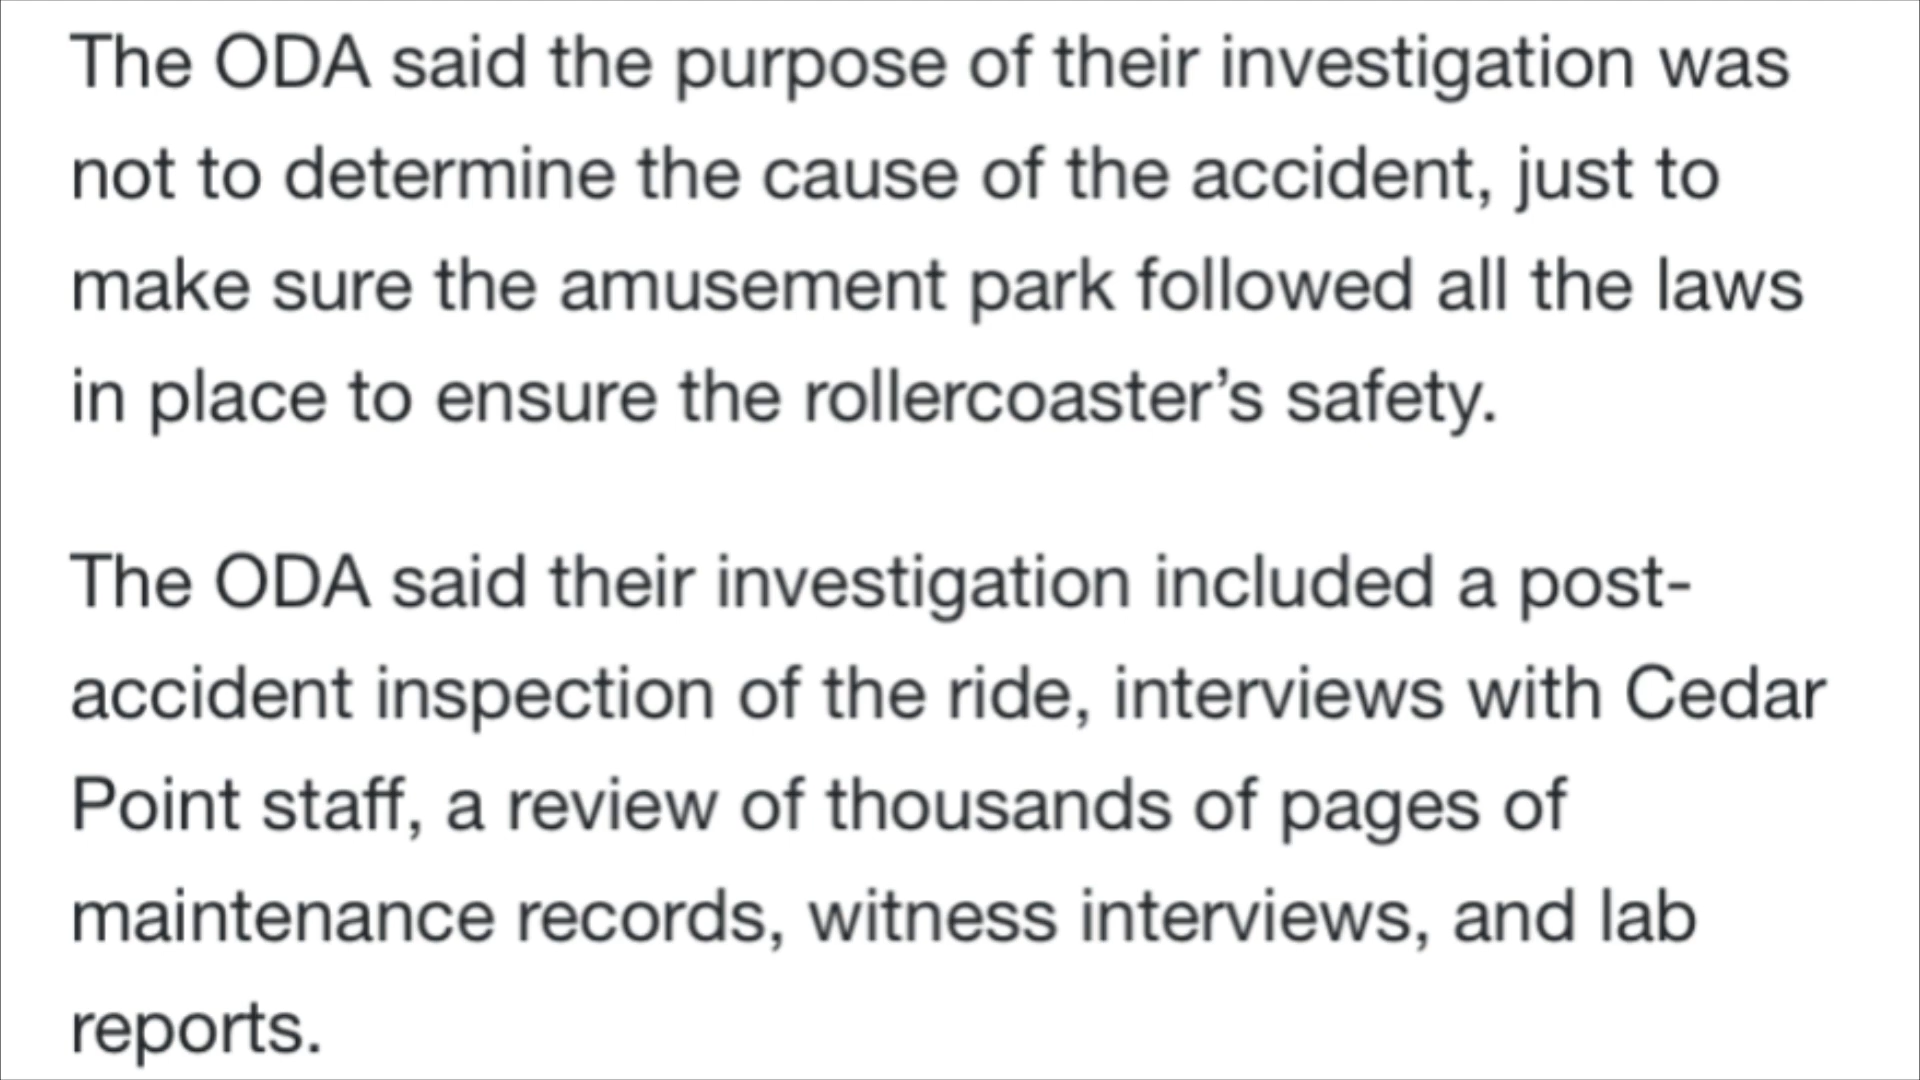 The ODA said the purpose of their investigation was
not to determine the cause of the accident, just to
make sure the amusement park followed all the laws
in place to ensure the rollercoaster’s safety.
The ODA said their investigation included a post-
accident inspection of the ride, interviews with Cedar
Point staff, a review of thousands of pages of
maintenance records, witness interviews, and lab
reports.